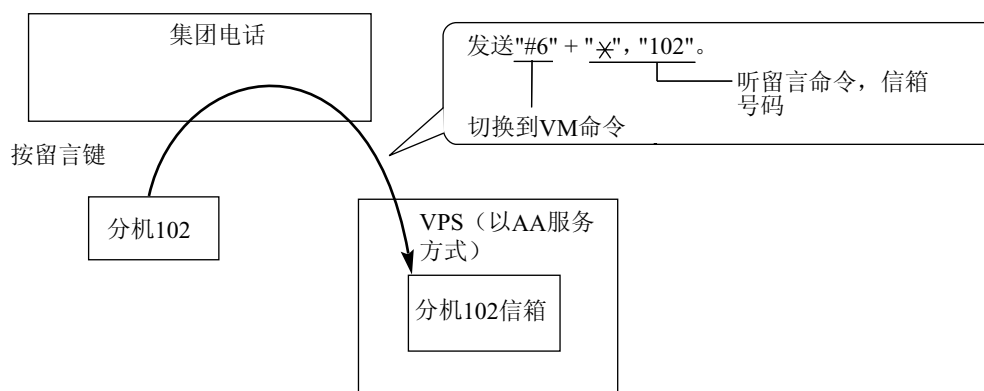 集团电话
发送"#6" + "⚹", "102"。
听留言命令，信箱
号码
切换到VM命令
按留言键
分机102
VPS（以AA服务
方式）
分机102信箱